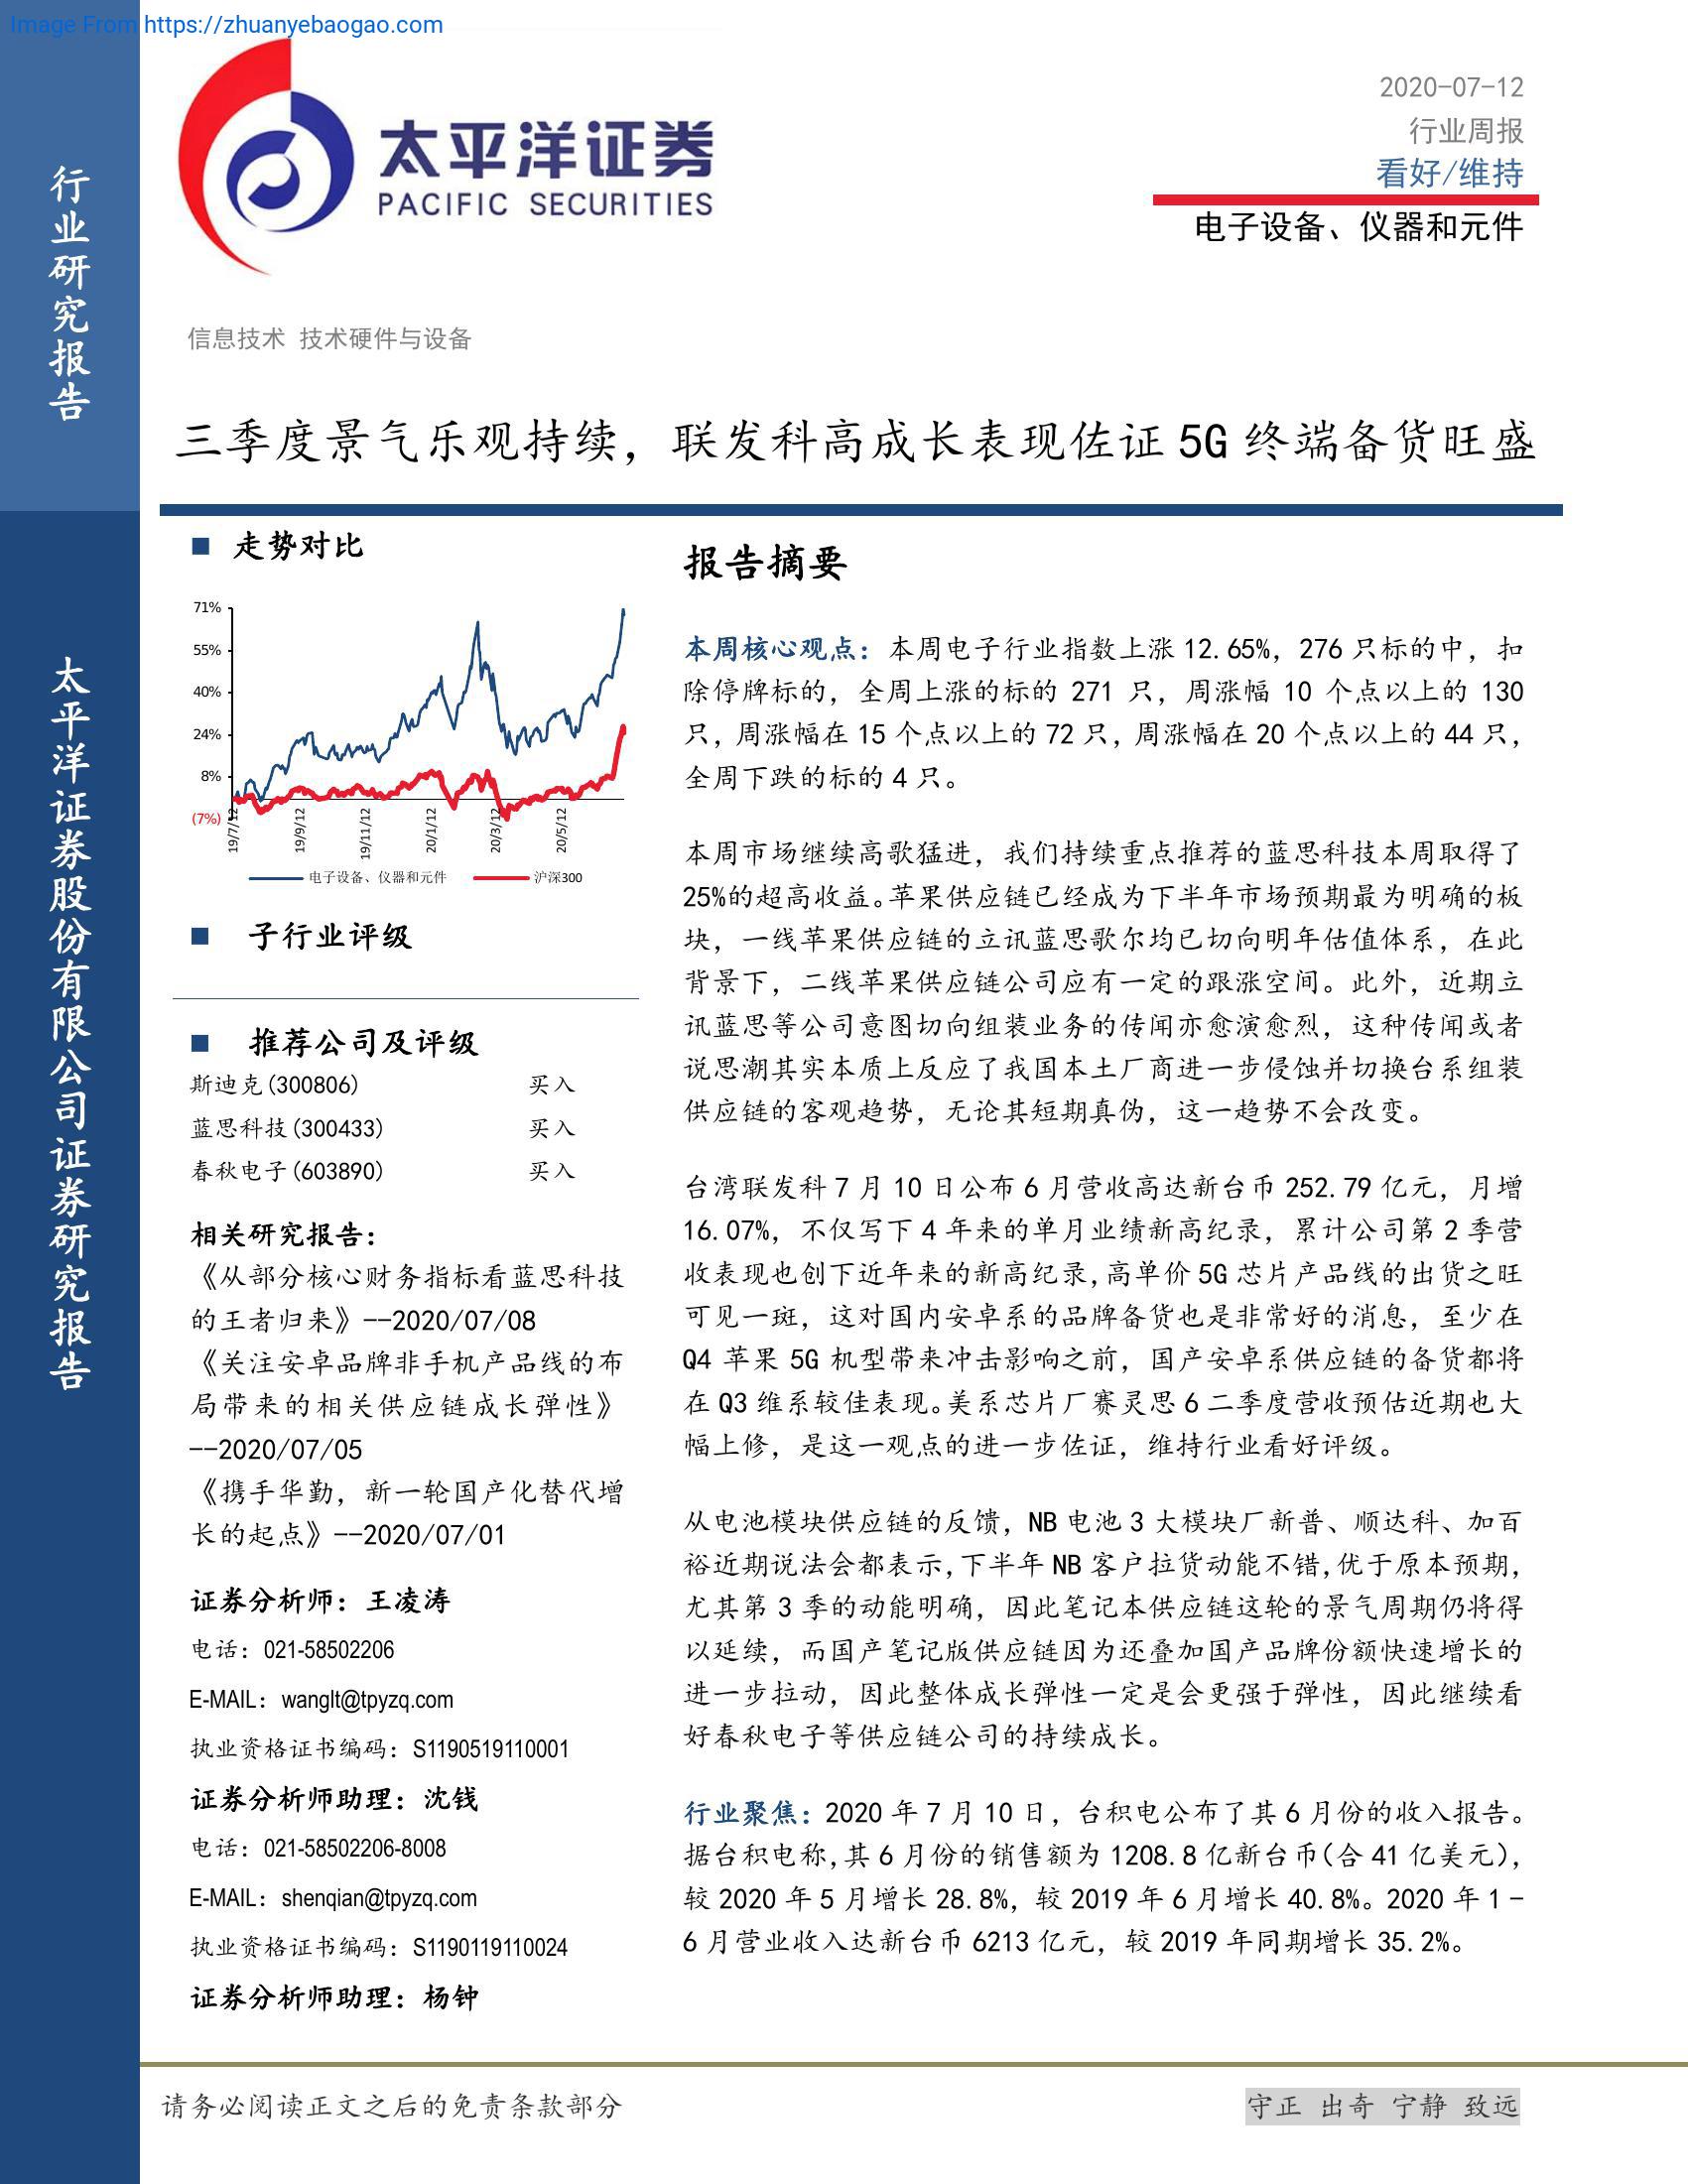 Image From https://zhuanyebaogao.com
行业研究报告
太平洋证券股份有限公司证券研究报告
太平洋证券
PACIFIC SECURITIES
2020-07-12
行业周报
看好/维持
电子设备、仪器和元件
信息技术 技术硬件与设备
三季度景气乐观持续，联发科高成长表现佐证 5G 终端备货旺盛
■ 走势对比
71%
55%
40%
24%
8%
(7%)
19/7/12
19/9/12
19/11/12
20/1/12
20/3/12
20/5/12
电子设备、仪器和元件 沪深300
■ 子行业评级
■ 推荐公司及评级
斯迪克(300806) 买入
蓝思科技(300433) 买入
春秋电子(603890) 买入
相关研究报告：
《从部分核心财务指标看蓝思科技
的王者归来》--2020/07/08
《关注安卓品牌非手机产品线的布
局带来的相关供应链成长弹性》
--2020/07/05
《携手华勤，新一轮国产化替代增
长的起点》--2020/07/01
证券分析师：王凌涛
电话：021-58502206
E-MAIL：wanglt@tpyzq.com
执业资格证书编码：S1190519110001
证券分析师助理：沈钱
电话：021-58502206-8008
E-MAIL：shenqian@tpyzq.com
执业资格证书编码：S1190119110024
证券分析师助理：杨钟
报告摘要
本周核心观点：本周电子行业指数上涨 12.65%，276 只标的中，扣
除停牌标的，全周上涨的标的 271 只，周涨幅 10 个点以上的 130
只，周涨幅在 15 个点以上的 72 只，周涨幅在 20 个点以上的 44 只，
全周下跌的标的 4 只。
本周市场继续高歌猛进，我们持续重点推荐的蓝思科技本周取得了
25%的超高收益。苹果供应链已经成为下半年市场预期最为明确的板
块，一线苹果供应链的立讯蓝思歌尔均已切向明年估值体系，在此
背景下，二线苹果供应链公司应有一定的跟涨空间。此外，近期立
讯蓝思等公司意图切向组装业务的传闻亦愈演愈烈，这种传闻或者
说思潮其实本质上反应了我国本土厂商进一步侵蚀并切换台系组装
供应链的客观趋势，无论其短期真伪，这一趋势不会改变。
台湾联发科 7 月 10 日公布 6 月营收高达新台币 252.79 亿元，月增
16.07%，不仅写下 4 年来的单月业绩新高纪录，累计公司第 2 季营
收表现也创下近年来的新高纪录，高单价 5G 芯片产品线的出货之旺
可见一斑，这对国内安卓系的品牌备货也是非常好的消息，至少在
Q4 苹果 5G 机型带来冲击影响之前，国产安卓系供应链的备货都将
在 Q3 维系较佳表现。美系芯片厂赛灵思 6 二季度营收预估近期也大
幅上修，是这一观点的进一步佐证，维持行业看好评级。
从电池模块供应链的反馈，NB 电池 3 大模块厂新普、顺达科、加百
裕近期说法会都表示，下半年 NB 客户拉货动能不错，优于原本预期，
尤其第 3 季的动能明确，因此笔记本供应链这轮的景气周期仍将得
以延续，而国产笔记版供应链因为还叠加国产品牌份额快速增长的
进一步拉动，因此整体成长弹性一定是会更强于弹性，因此继续看
好春秋电子等供应链公司的持续成长。
行业聚焦：2020 年 7 月 10 日，台积电公布了其 6 月份的收入报告。
据台积电称，其 6 月份的销售额为 1208.8 亿新台币（合 41 亿美元），
较 2020 年 5 月增长 28.8%，较 2019 年 6 月增长 40.8%。2020 年 1 -
6 月营业收入达新台币 6213 亿元，较 2019 年同期增长 35.2%。
请务必阅读正文之后的免责条款部分
守正 出奇 宁静 致远